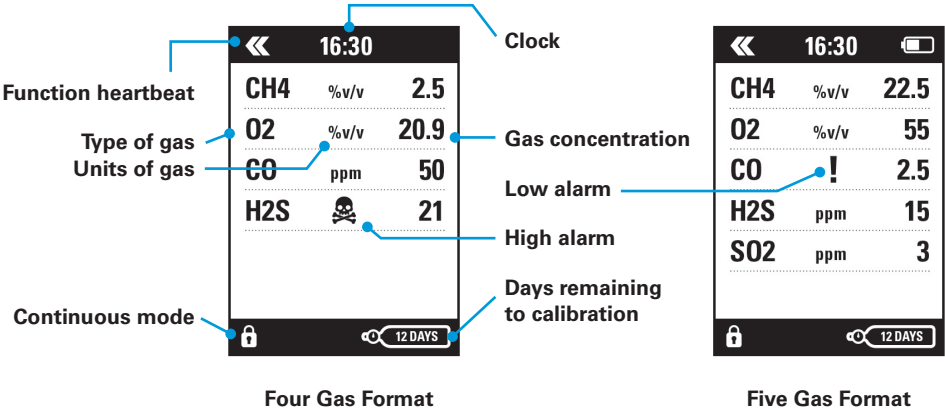 16:30
Clock
Function heartbeat
CH4 %v/v 2.5
Type of gas
O2 %v/v 20.9
Gas concentration
Units of gas
CO ppm 50
Low alarm
H2S 21
High alarm
Days remaining
to calibration
Continuous mode
12 DAYS
Four Gas Format
16:30
CH4 %v/v 22.5
O2 %v/v 55
CO ! 2.5
H2S ppm 15
SO2 ppm 3
12 DAYS
Five Gas Format